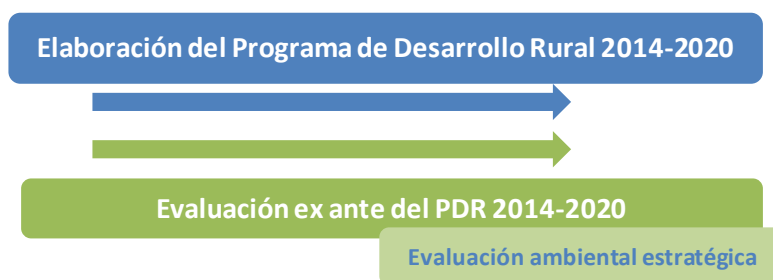 Elaboración del Programa de Desarrollo Rural 2014-2020
Evaluación ex ante del PDR 2014-2020
Evaluación ambiental estratégica